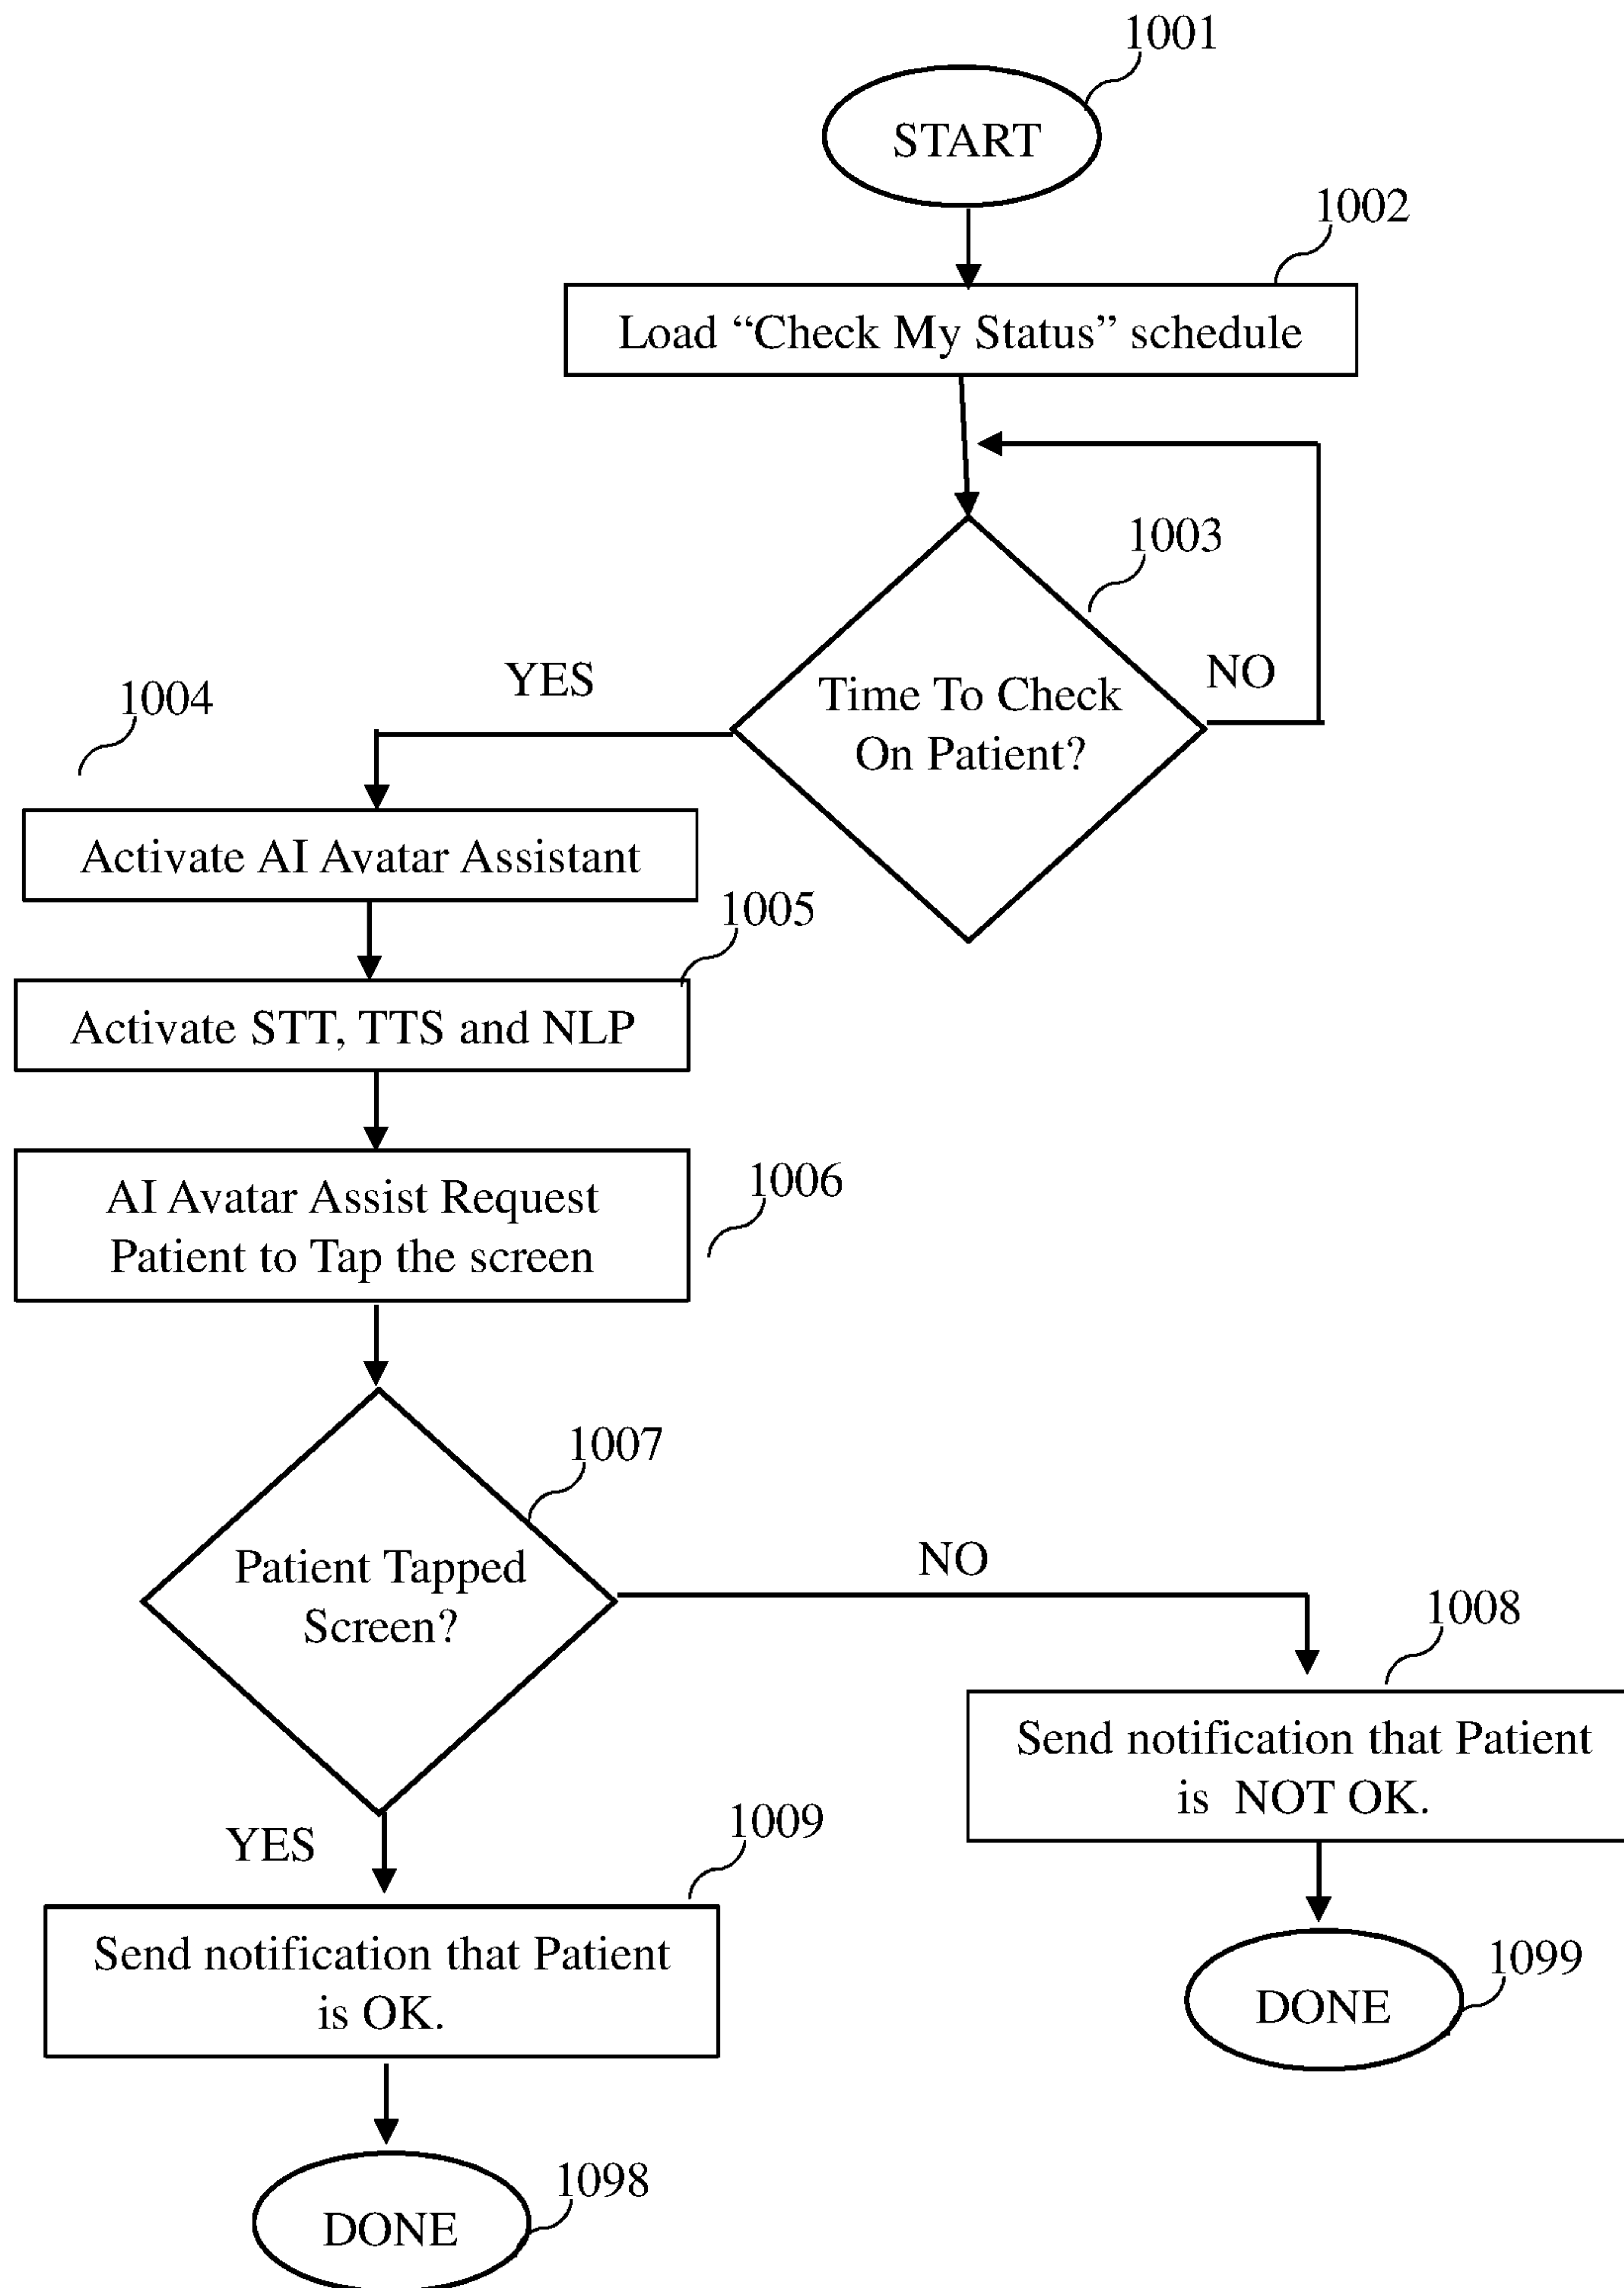 1001
START
1002
Load “Check My Status” schedule
1003
Time To Check
On Patient?
NO
YES
1004
Activate AI Avatar Assistant
1005
Activate STT, TTS and NLP
1006
AI Avatar Assist Request
Patient to Tap the screen
1007
Patient Tapped
Screen?
NO
1008
Send notification that Patient
is NOT OK.
YES
1009
Send notification that Patient
is OK.
1099
DONE
1098
DONE